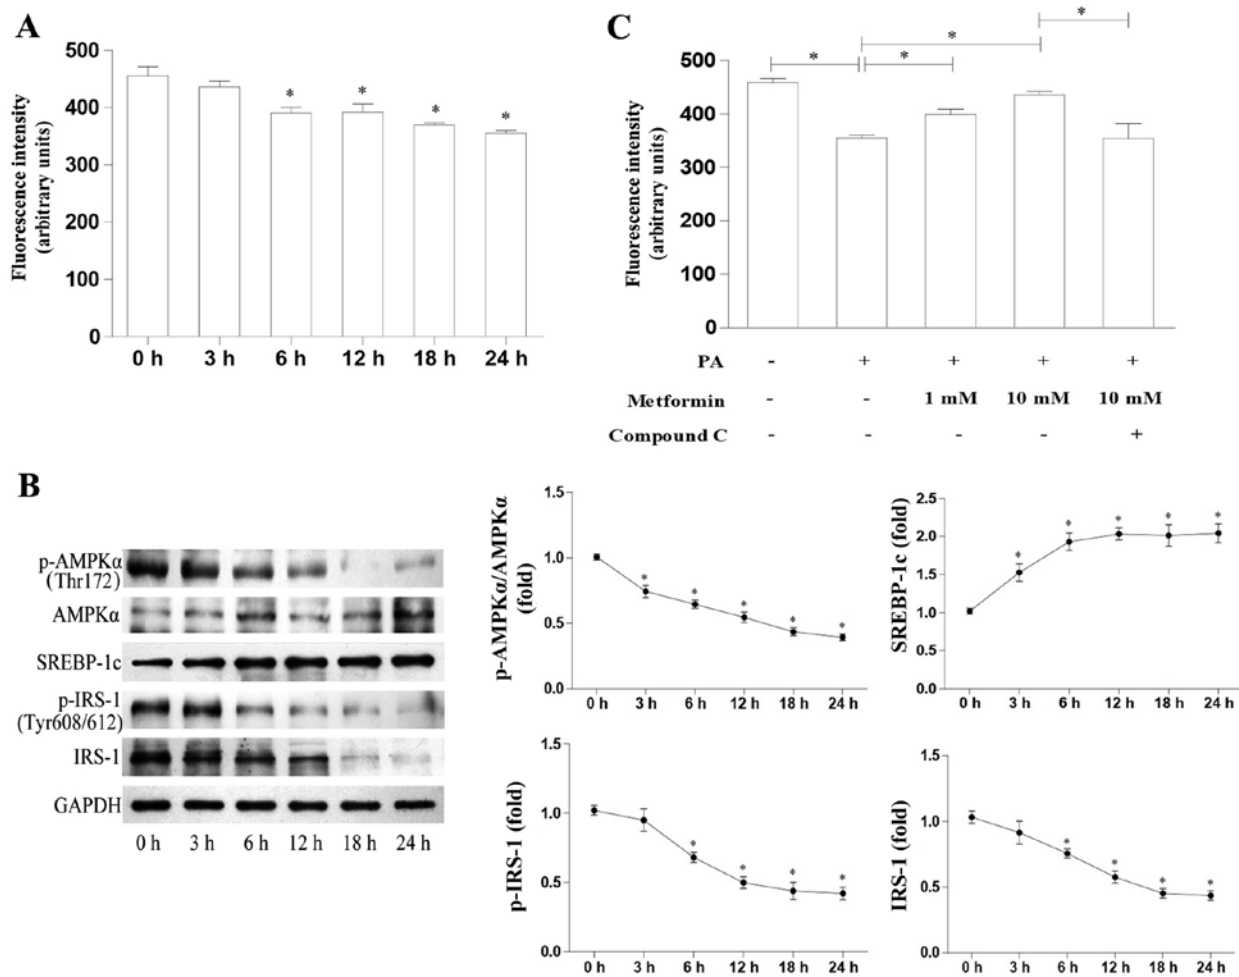 A
Fluorescence intensity
(arbitrary units)
500
400
300
200
100
0
* * * *
0 h 3 h 6 h 12 h 18 h 24 h
C
Fluorescence intensity
(arbitrary units)
500
400
300
200
100
0
* * * *
PA - + + + +
Metformin - - 1 mM 10 mM 10 mM
Compound C - - - - +
B
p-AMPKα
(Thr172)
AMPKα
SREBP-1c
p-IRS-1
(Tyr608/612)
IRS-1
GAPDH
0 h 3 h 6 h 12 h 18 h 24 h
p-AMPKα/AMPKα
(fold)
1.5
1.0
0.5
0.0
* * * * *
0 h 3 h 6 h 12 h 18 h 24 h
SREBP-1c (fold)
2.5
2.0
1.5
1.0
0.5
0.0
* * * * *
0 h 3 h 6 h 12 h 18 h 24 h
p-IRS-1 (fold)
1.5
1.0
0.5
0.0
* * * *
0 h 3 h 6 h 12 h 18 h 24 h
IRS-1 (fold)
1.5
1.0
0.5
0.0
* * * *
0 h 3 h 6 h 12 h 18 h 24 h